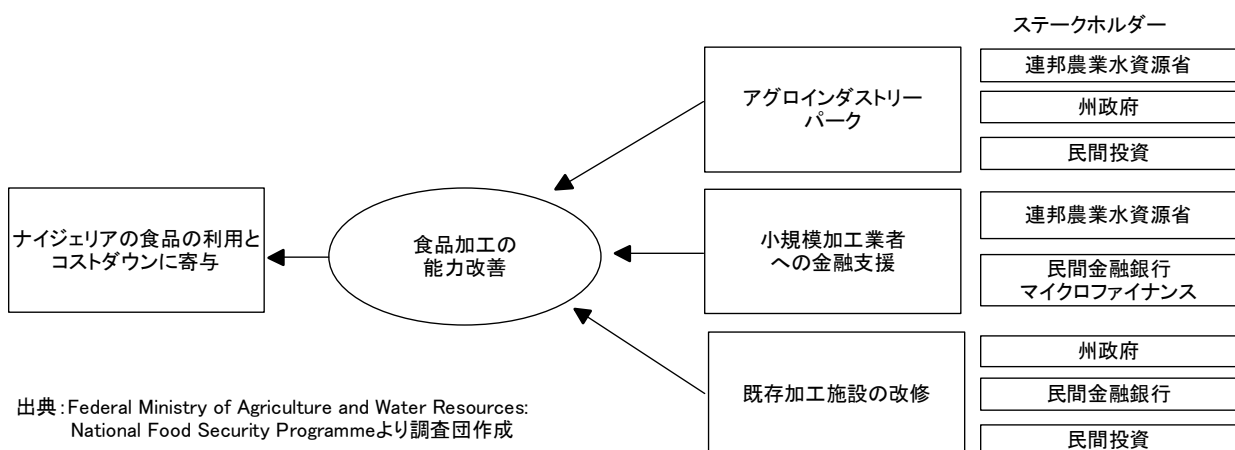 ステークホルダー
アグロインダストリー
パーク
連邦農業水資源省
州政府
民間投資
ナイジェリアの食品の利用と
コストダウンに寄与
食品加工の
能力改善
小規模加工業者
への金融支援
連邦農業水資源省
民間金融銀行
マイクロファイナンス
既存加工施設の改修
州政府
民間金融銀行
民間投資
出典：Federal Ministry of Agriculture and Water Resources:
National Food Security Programmeより調査団作成